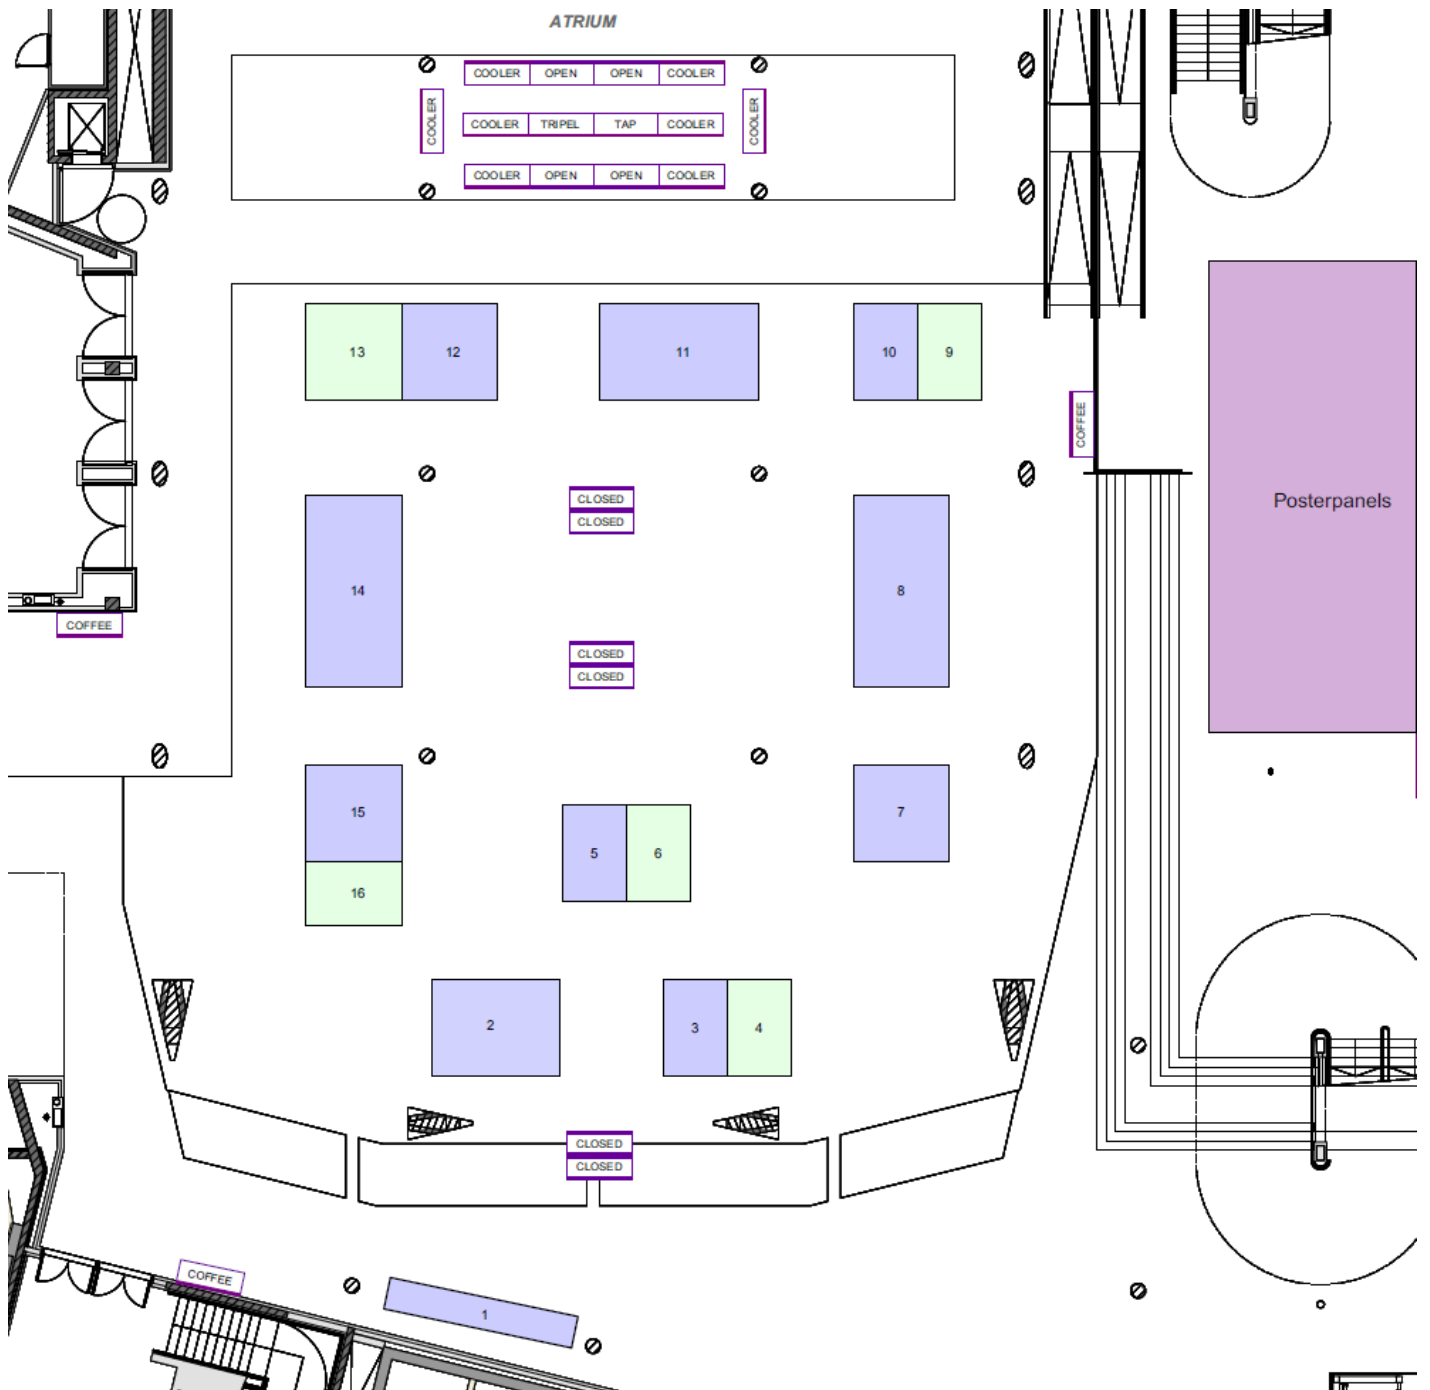 ATRIUM
COOLER OPEN OPEN COOLER
COOLER
COOLER
COOLER TRIPEL TAP COOLER
COOLER OPEN OPEN COOLER
13 12 11 10 9
COFFEE
CLOSED
CLOSED
Posterpanels
14 8
COFFEE
CLOSED
CLOSED
15 7
5 6
16
2 3 4
CLOSED
CLOSED
COFFEE
1